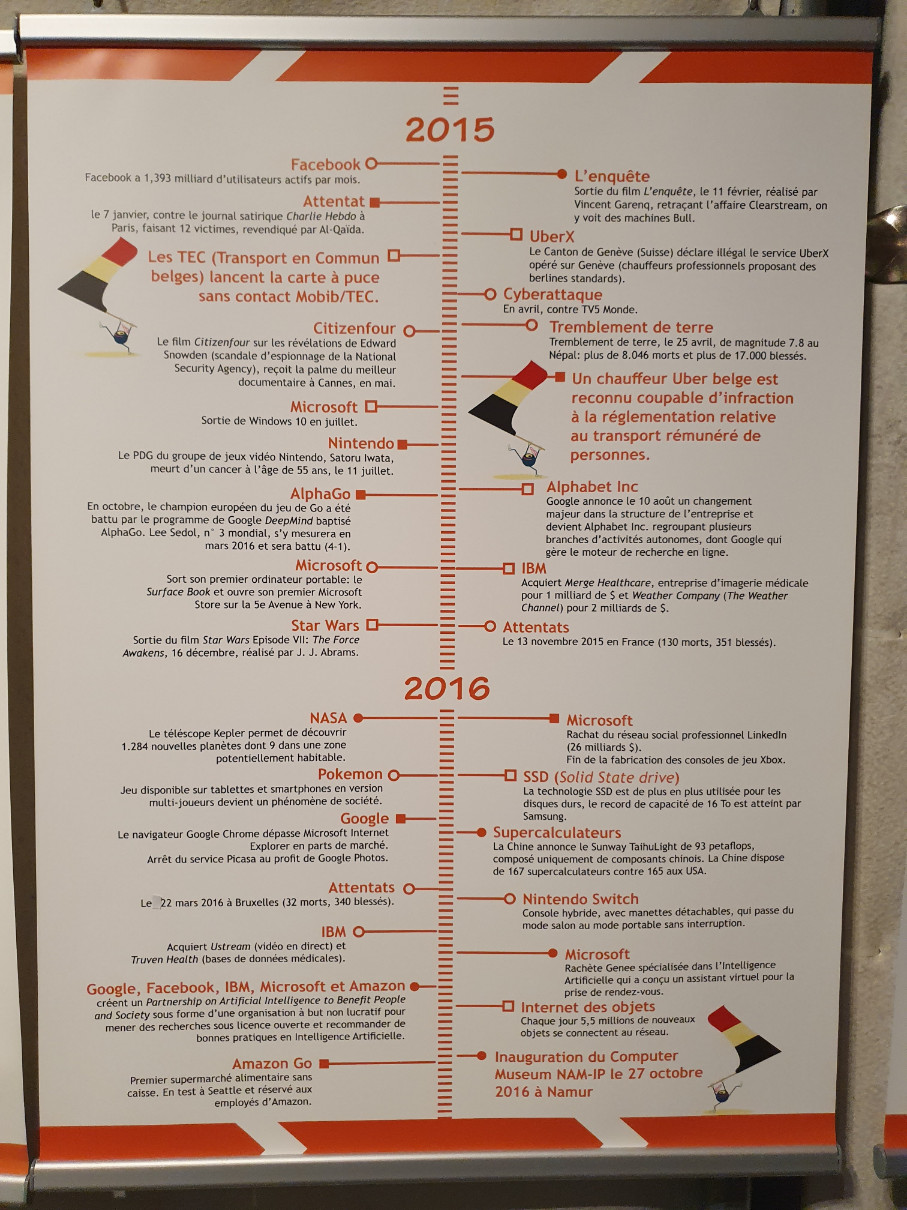 2015
Facebook
Facebook a 1,393 milliard d'utilisateurs actifs par mois.
L'enquête
Sortie du film L'enquête, le 11 février, réalisé par
Vincent Garenq, retraçant l'affaire Clearstream, on
y voit des machines Bull.
Attentat
le 7 janvier, contre le journal satirique Charlie Hebdo à
Paris, faisant 12 victimes, revendiqué par Al-Qaïda.
UberX
Le Canton de Genève (Suisse) déclare illégal le service UberX
opéré sur Genève (chauffeurs professionnels proposant des
berlines standards).
Les TEC (Transport en Commun
belges) lancent la carte à puce
sans contact Mobib/TEC.
Cyberattaque
En avril, contre TV5 Monde.
Citizenfour
Le film Citizenfour sur les révélations de Edward
Snowden (scandale d'espionnage de la National
Security Agency), reçoit la palme du meilleur
documentaire à Cannes, en mai.
Tremblement de terre
Tremblement de terre, le 25 avril, de magnitude 7.8 au
Népal: plus de 8.046 morts et plus de 17.000 blessés.
Un chauffeur Uber belge est
reconnu coupable d'infraction
à la réglementation relative
au transport rémunéré de
personnes.
Microsoft
Sortie de Windows 10 en juillet.
Nintendo
Le PDG du groupe de jeux vidéo Nintendo, Satoru Iwata,
meurt d'un cancer à l'âge de 55 ans, le 11 juillet.
Alphabet Inc
Google annonce le 10 août un changement
majeur dans la structure de l'entreprise et
devient Alphabet Inc. regroupant plusieurs
branches d'activités autonomes, dont Google qui
gère le moteur de recherche en ligne.
AlphaGo
En octobre, le champion européen du jeu de Go a été
battu par le programme de Google DeepMind baptisé
AlphaGo. Lee Sedol, n° 3 mondial, s'y mesurera en
mars 2016 et sera battu (4-1).
Microsoft
Sort son premier ordinateur portable: le
Surface Book et ouvre son premier Microsoft
Store sur la 5e Avenue à New York.
IBM
Acquiert Merge Healthcare, entreprise d'imagerie médicale
pour 1 milliard de $ et Weather Company (The Weather
Channel) pour 2 milliards de $.
Star Wars
Sortie du film Star Wars Episode VII: The Force
Awakens, 16 décembre, réalisé par J. J. Abrams.
Attentats
Le 13 novembre 2015 en France (130 morts, 351 blessés).
2016
NASA
Le téléscope Kepler permet de découvrir
1.284 nouvelles planètes dont 9 dans une zone
potentiellement habitable.
Microsoft
Rachat du réseau social professionnel LinkedIn
(26 milliards $).
Fin de la fabrication des consoles de jeu Xbox.
Pokemon
Jeu disponible sur tablettes et smartphones en version
multi-joueurs devient un phénomène de société.
SSD (Solid State drive)
La technologie SSD est de plus en plus utilisée pour les
disques durs, le record de capacité de 16 To est atteint par
Samsung.
Google
Le navigateur Google Chrome dépasse Microsoft Internet
Explorer en parts de marché.
Arrêt du service Picasa au profit de Google Photos.
Supercalculateurs
La Chine annonce le Sunway TaihuLight de 93 petaflops,
composé uniquement de composants chinois. La Chine dispose
de 167 supercalculateurs contre 165 aux USA.
Attentats
Le 22 mars 2016 à Bruxelles (32 morts, 340 blessés).
Nintendo Switch
Console hybride, avec manettes détachables, qui passe du
mode salon au mode portable sans interruption.
IBM
Acquiert Ustream (vidéo en direct) et
Truven Health (bases de données médicales).
Microsoft
Rachète Genee spécialisée dans l'Intelligence
Artificielle qui a conçu un assistant virtuel pour la
prise de rendez-vous.
Google, Facebook, IBM, Microsoft et Amazon
créent un Partnership on Artificial Intelligence to Benefit People
and Society sous forme d'une organisation à but non lucratif pour
mener des recherches sous licence ouverte et recommander de
bonnes pratiques en Intelligence Artificielle.
Internet des objets
Chaque jour 5,5 millions de nouveaux
objets se connectent au réseau.
Amazon Go
Premier supermarché alimentaire sans
caisse. En test à Seattle et réservé aux
employés d'Amazon.
Inauguration du Computer
Museum NAM-IP le 27 octobre
2016 à Namur